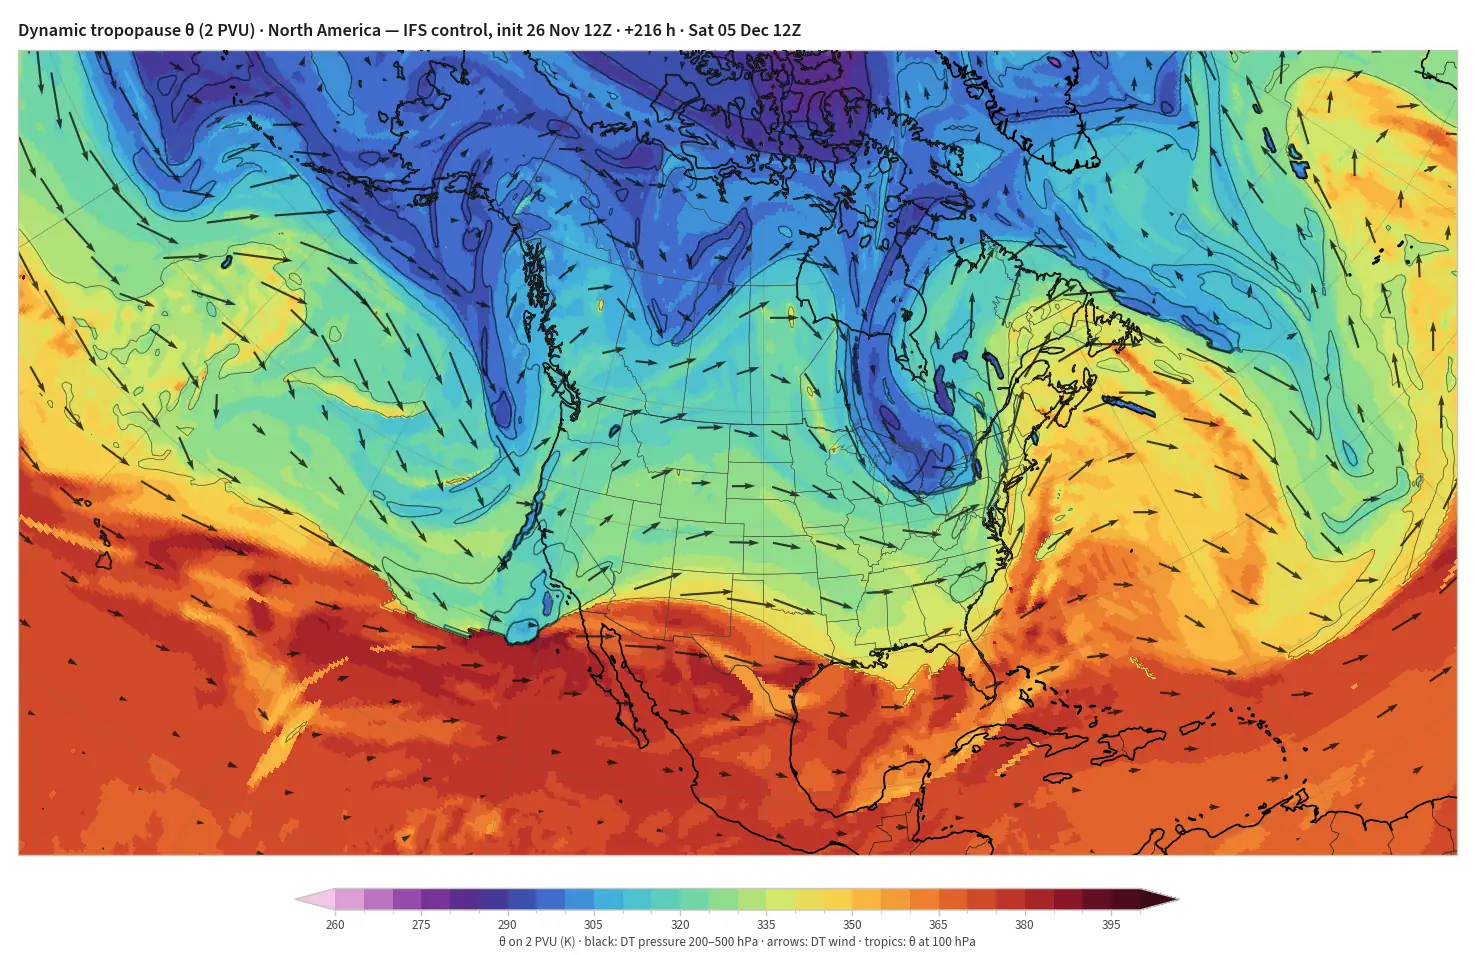 Dynamic tropopause θ (2 PVU) · North America — IFS control, init 26 Nov 12Z · +216 h · Sat 05 Dec 12Z
260 275 290 305 320 335 350 365 380 395
θ on 2 PVU (K) · black: DT pressure 200–500 hPa · arrows: DT wind · tropics: θ at 100 hPa